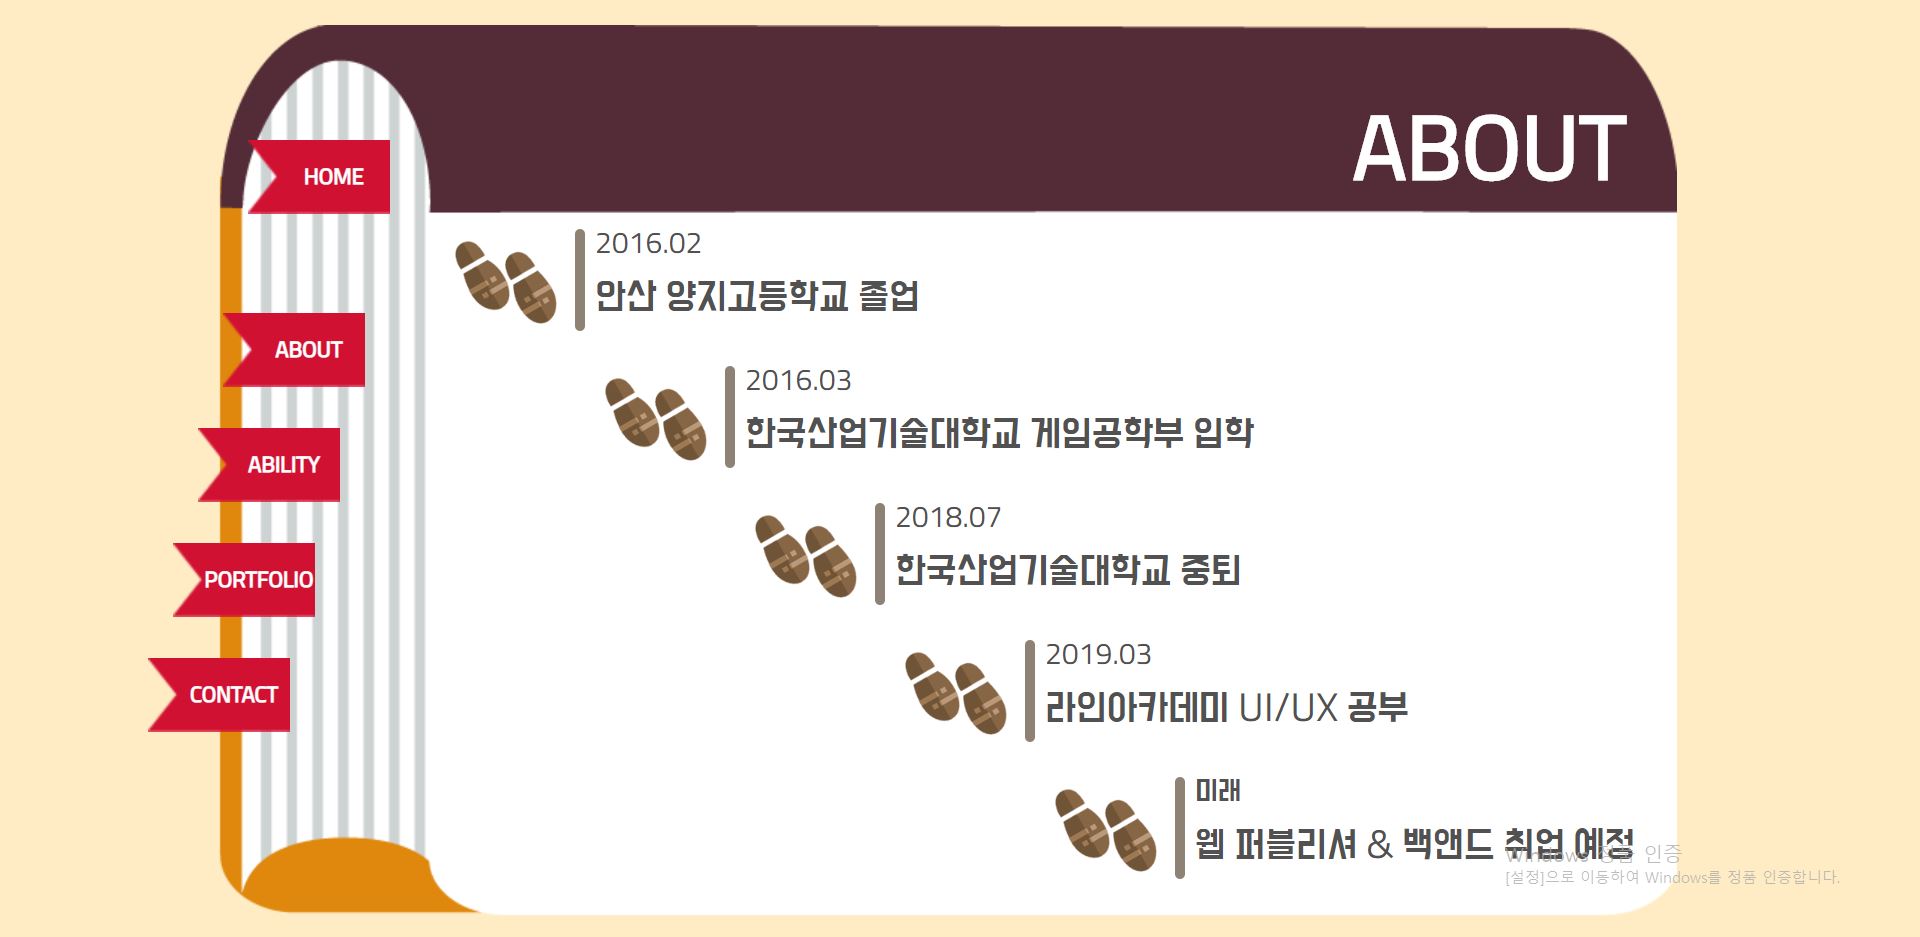 ABOUT
HOME
ABOUT
ABILITY
PORTFOLIO
CONTACT
2016.02
안산 양지고등학교 졸업
2016.03
한국산업기술대학교 게임공학부 입학
2018.07
한국산업기술대학교 중퇴
2019.03
라인아카데미 UI/UX 공부
미래
웹 퍼블리셔 & 백앤드 취업 예정
Windows 정품 인증
[설정]으로 이동하여 Windows를 정품 인증합니다.